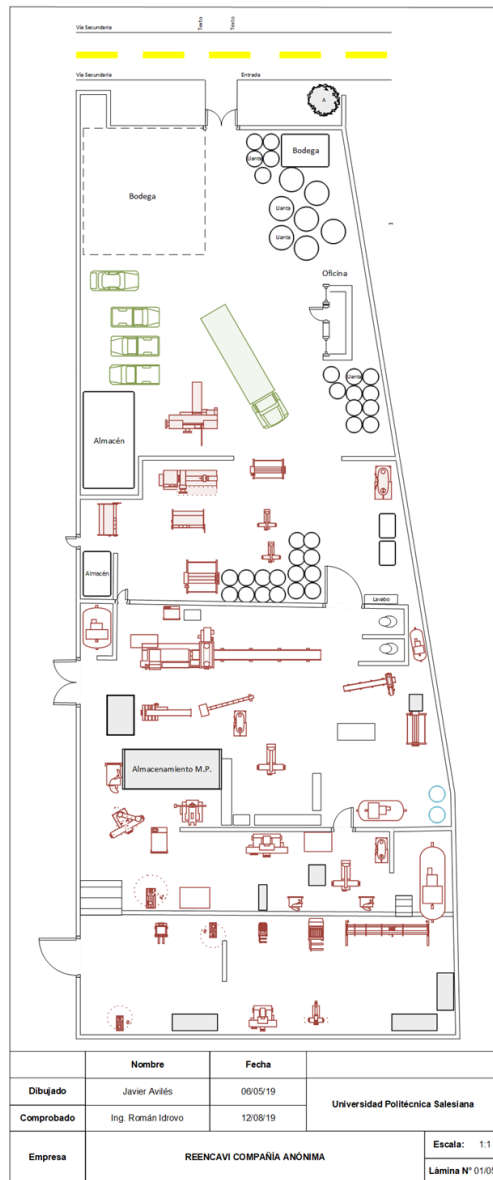 Vía Secundaria
Texto
Texto
Vía Secundaria
Entrada
A
Bodega
Llanta
Bodega
Llanta
Llanta
Oficina
Llanta
Almacén
Almacén
Lavabo
Almacenamiento M.P.
Nombre
Fecha
Dibujado
Javier Avilés
06/05/19
Universidad Politécnica Salesiana
Comprobado
Ing. Román Idrovo
12/08/19
Empresa
REENCAVI COMPAÑÍA ANÓNIMA
Escala: 1:1
Lámina N° 01/05